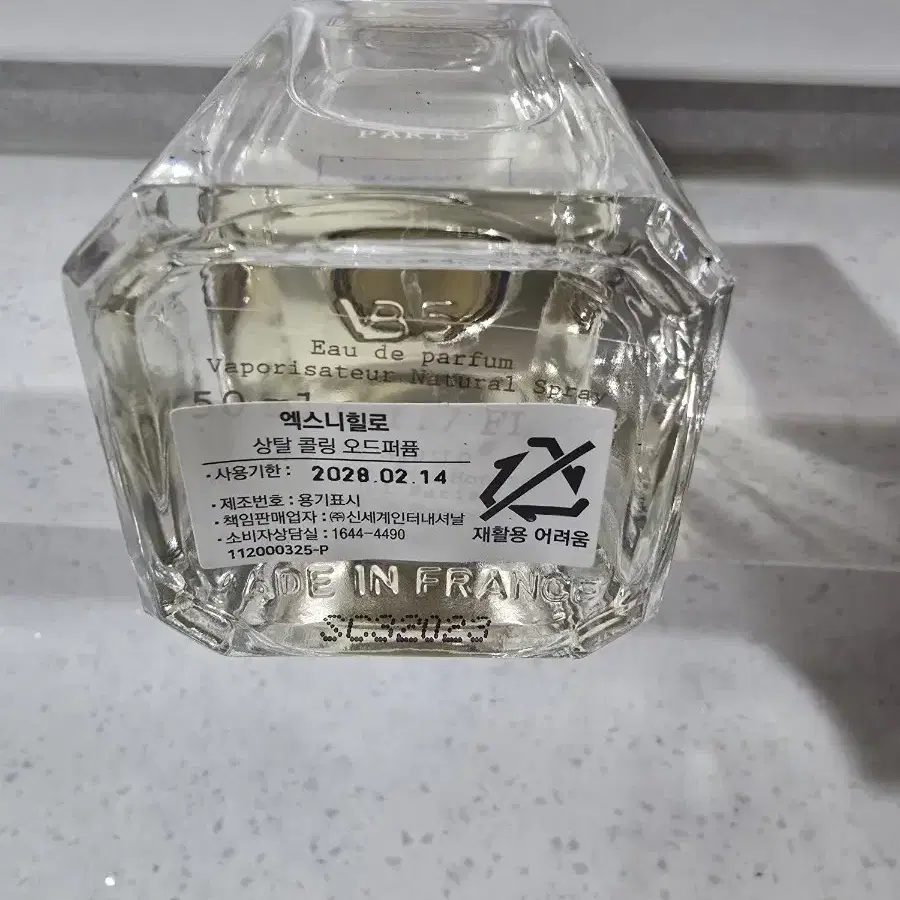 PARIS
LB5
Eau de parfum
Vaporisateur Natural Spray
엑스니힐로
상탈 콜링 오드퍼퓸
·사용기한 : 2028.02.14
·제조번호 : 용기표시
·책임판매업자 : ㈜신세계인터내셔날
·소비자상담실 : 1644-4490
112000325-P
재활용 어려움
MADE IN FRANCE